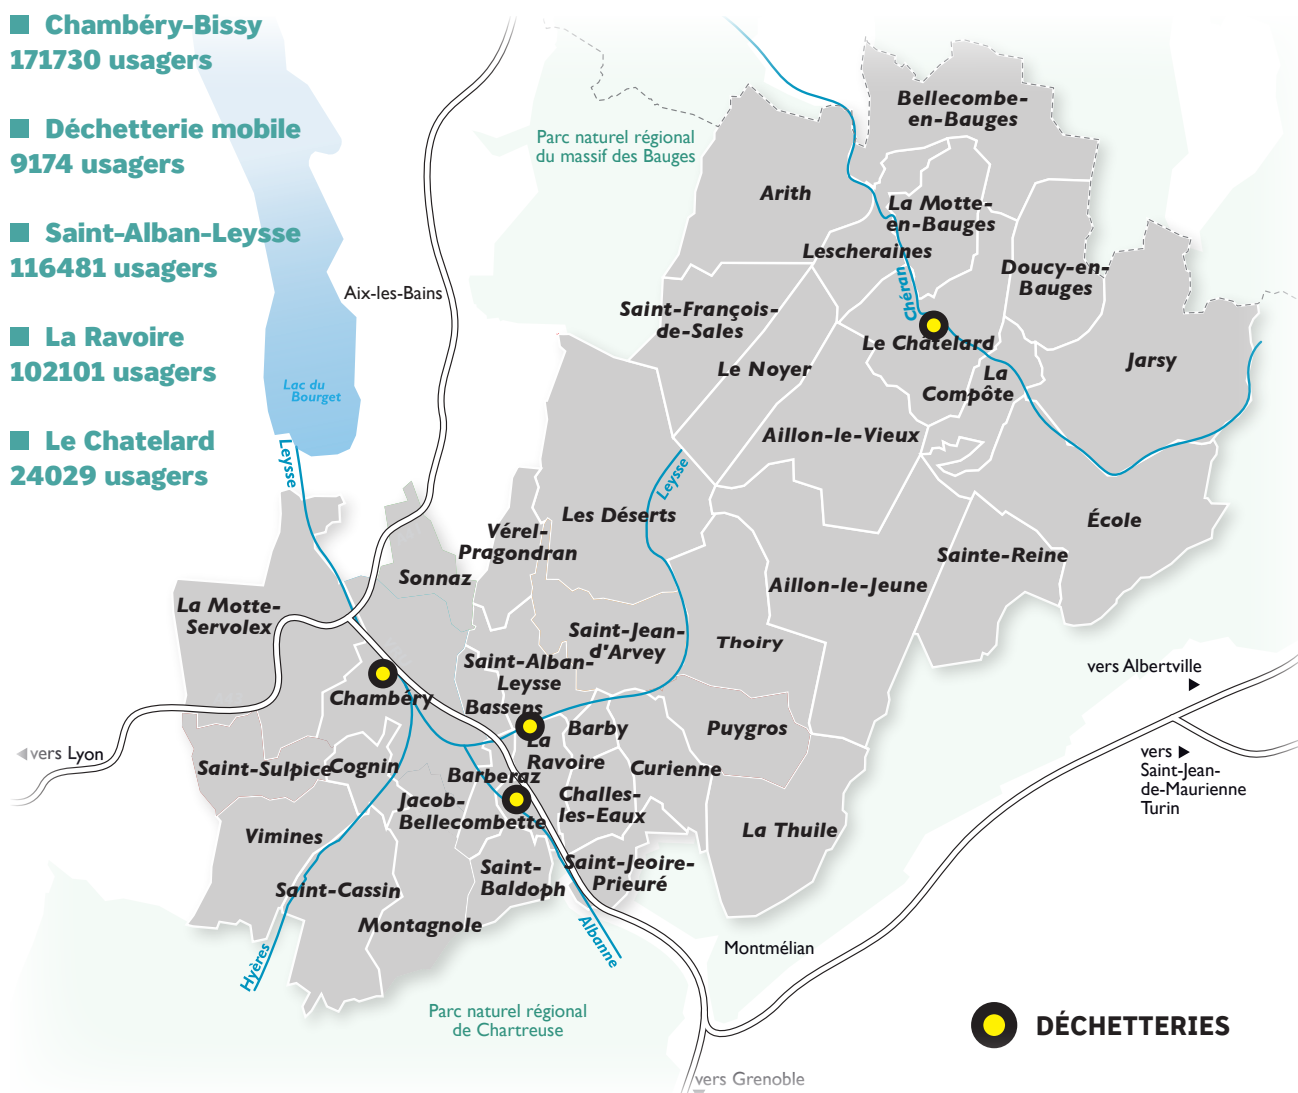 Chambéry-Bissy
171730 usagers
Déchetterie mobile
9174 usagers
Saint-Alban-Leysse
116481 usagers
La Ravoire
102101 usagers
Le Chatelard
24029 usagers
Parc naturel régional
du massif des Bauges
Aix-les-Bains
Lac du
Bourget
Leysse
Bellecombe-
en-Bauges
Arith
La Motte-
en-Bauges
Lescheraines
Chéran
Doucy-en-
Bauges
Saint-François-
de-Sales
Le Châtelard
Le Noyer
La
Compôte
Jarsy
Aillon-le-Vieux
Leysse
Les Déserts
École
Vérel-
Pragondran
Sainte-Reine
Sonnaz
Aillon-le-Jeune
La Motte-
Servolex
Saint-Jean-
d'Arvey
Thoiry
Saint-Alban-
Leysse
vers Albertville
Chambéry
Bassens
Barby
Puygros
vers Lyon
La
Ravoire
vers
Saint-Jean-
de-Maurienne
Turin
Saint-Sulpice
Cognin
Barberaz
Curienne
Jacob-
Bellecombette
Challes-
les-Eaux
Vimines
La Thuile
Saint-
Baldoph
Saint-Jeoire-
Prieuré
Saint-Cassin
Montagnole
Albanne
Hyères
Montmélian
Parc naturel régional
de Chartreuse
DÉCHETTERIES
vers Grenoble